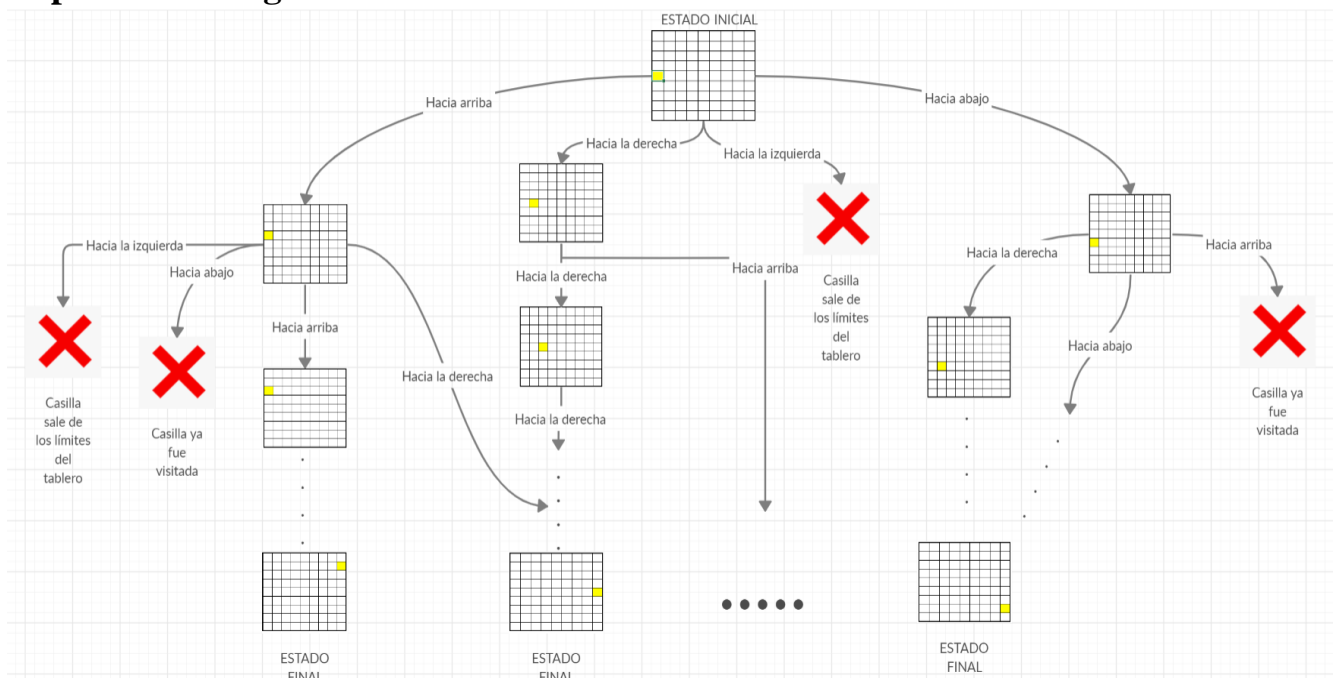 ESTADO INICIAL
Hacia arriba
Hacia abajo
Hacia la derecha
Hacia la izquierda
Hacia la izquierda
Hacia abajo
Hacia arriba
Hacia la derecha
Hacia la derecha
Hacia arriba
Hacia la derecha
Casilla
sale de
los límites
del
tablero
Hacia la derecha
Hacia arriba
Hacia abajo
Casilla
sale de
los límites
del
tablero
Casilla ya
fue
visitada
Casilla ya
fue
visitada
ESTADO
FINAL
ESTADO
FINAL
ESTADO
FINAL